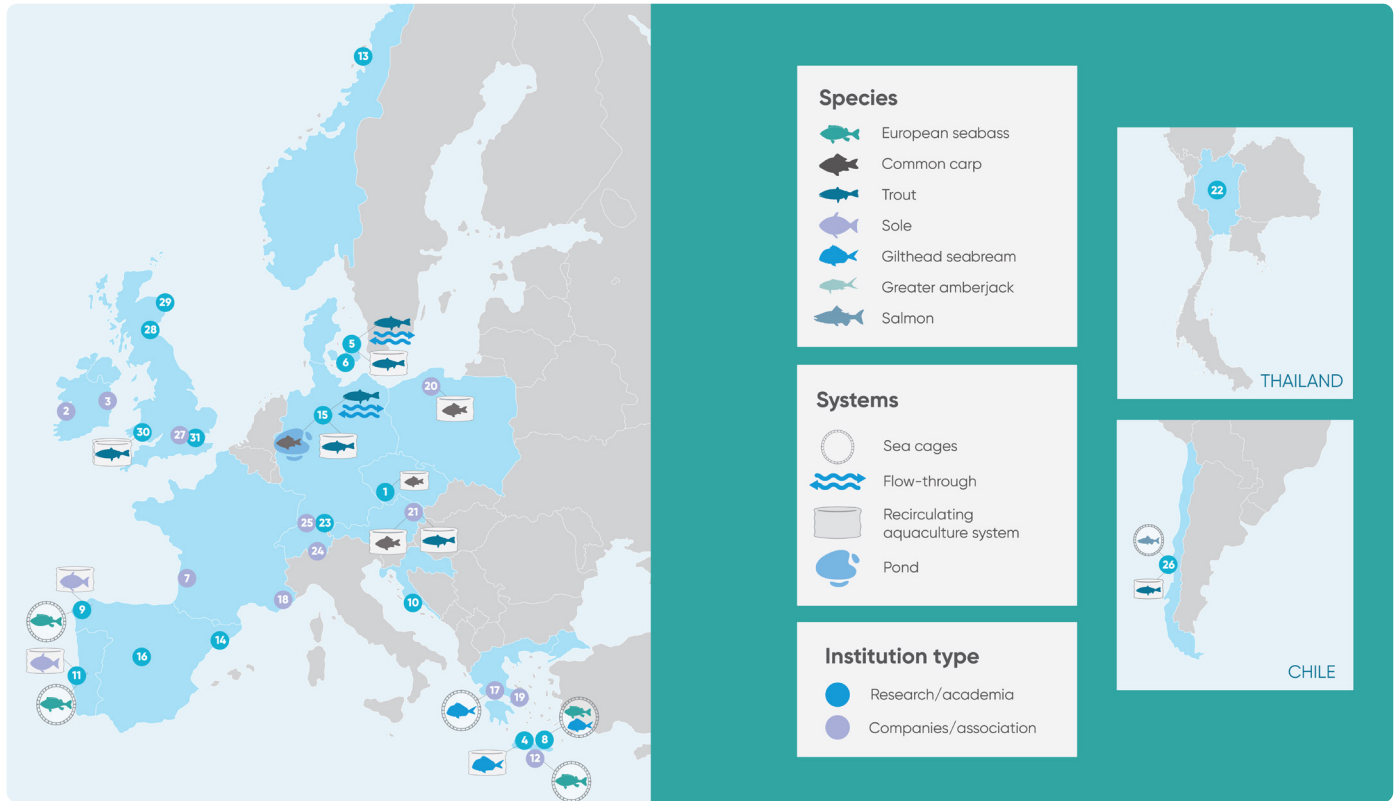 13
29
28
5
6
2
3
20
15
30
27
31
1
21
25
23
24
7
18
10
9
14
16
11
17
19
4
8
12
Species
European seabass
Common carp
Trout
Sole
Gilthead seabream
Greater amberjack
Salmon
Systems
Sea cages
Flow-through
Recirculating
aquaculture system
Pond
Institution type
Research/academia
Companies/association
22
THAILAND
26
CHILE